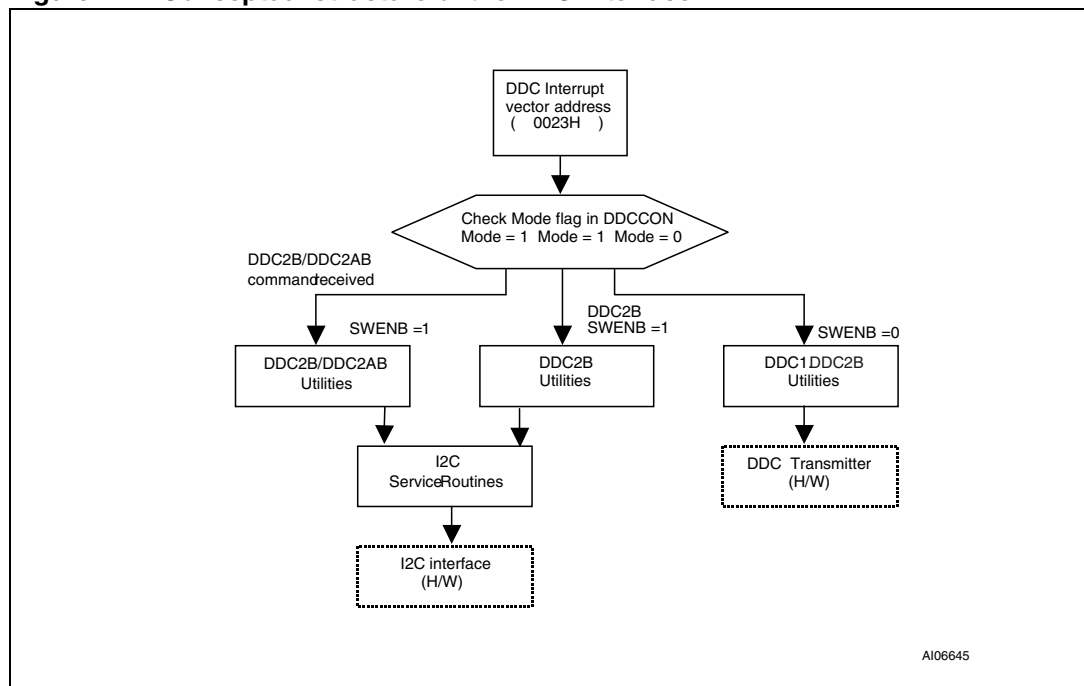 DDC Interrupt
vector address
( 0023H )
Check Mode flag in DDCCON
Mode = 1 Mode = 1 Mode = 0
DDC2B/DDC2AB
commandreceived
SWENB =1
DDC2B
SWENB =1
SWENB =0
DDC2B/DDC2AB
Utilities
DDC2B
Utilities
DDC1DDC2B
Utilities
I2C
ServiceRoutines
DDC Transmitter
(H/W)
I2C interface
(H/W)
AI06645